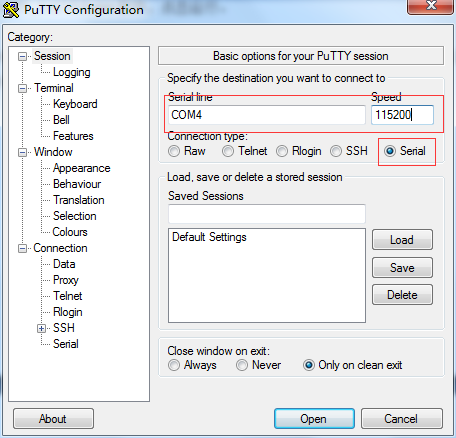 PuTTY Configuration
Category:
Session
Logging
Terminal
Keyboard
Bell
Features
Window
Appearance
Behaviour
Translation
Selection
Colours
Connection
Data
Proxy
Telnet
Rlogin
SSH
Serial
Basic options for your PuTTY session
Specify the destination you want to connect to
Serial line Speed
COM4 115200
Connection type:
Raw Telnet Rlogin SSH Serial
Load, save or delete a stored session
Saved Sessions
Default Settings
Load
Save
Delete
Close window on exit:
Always Never Only on clean exit
About Open Cancel